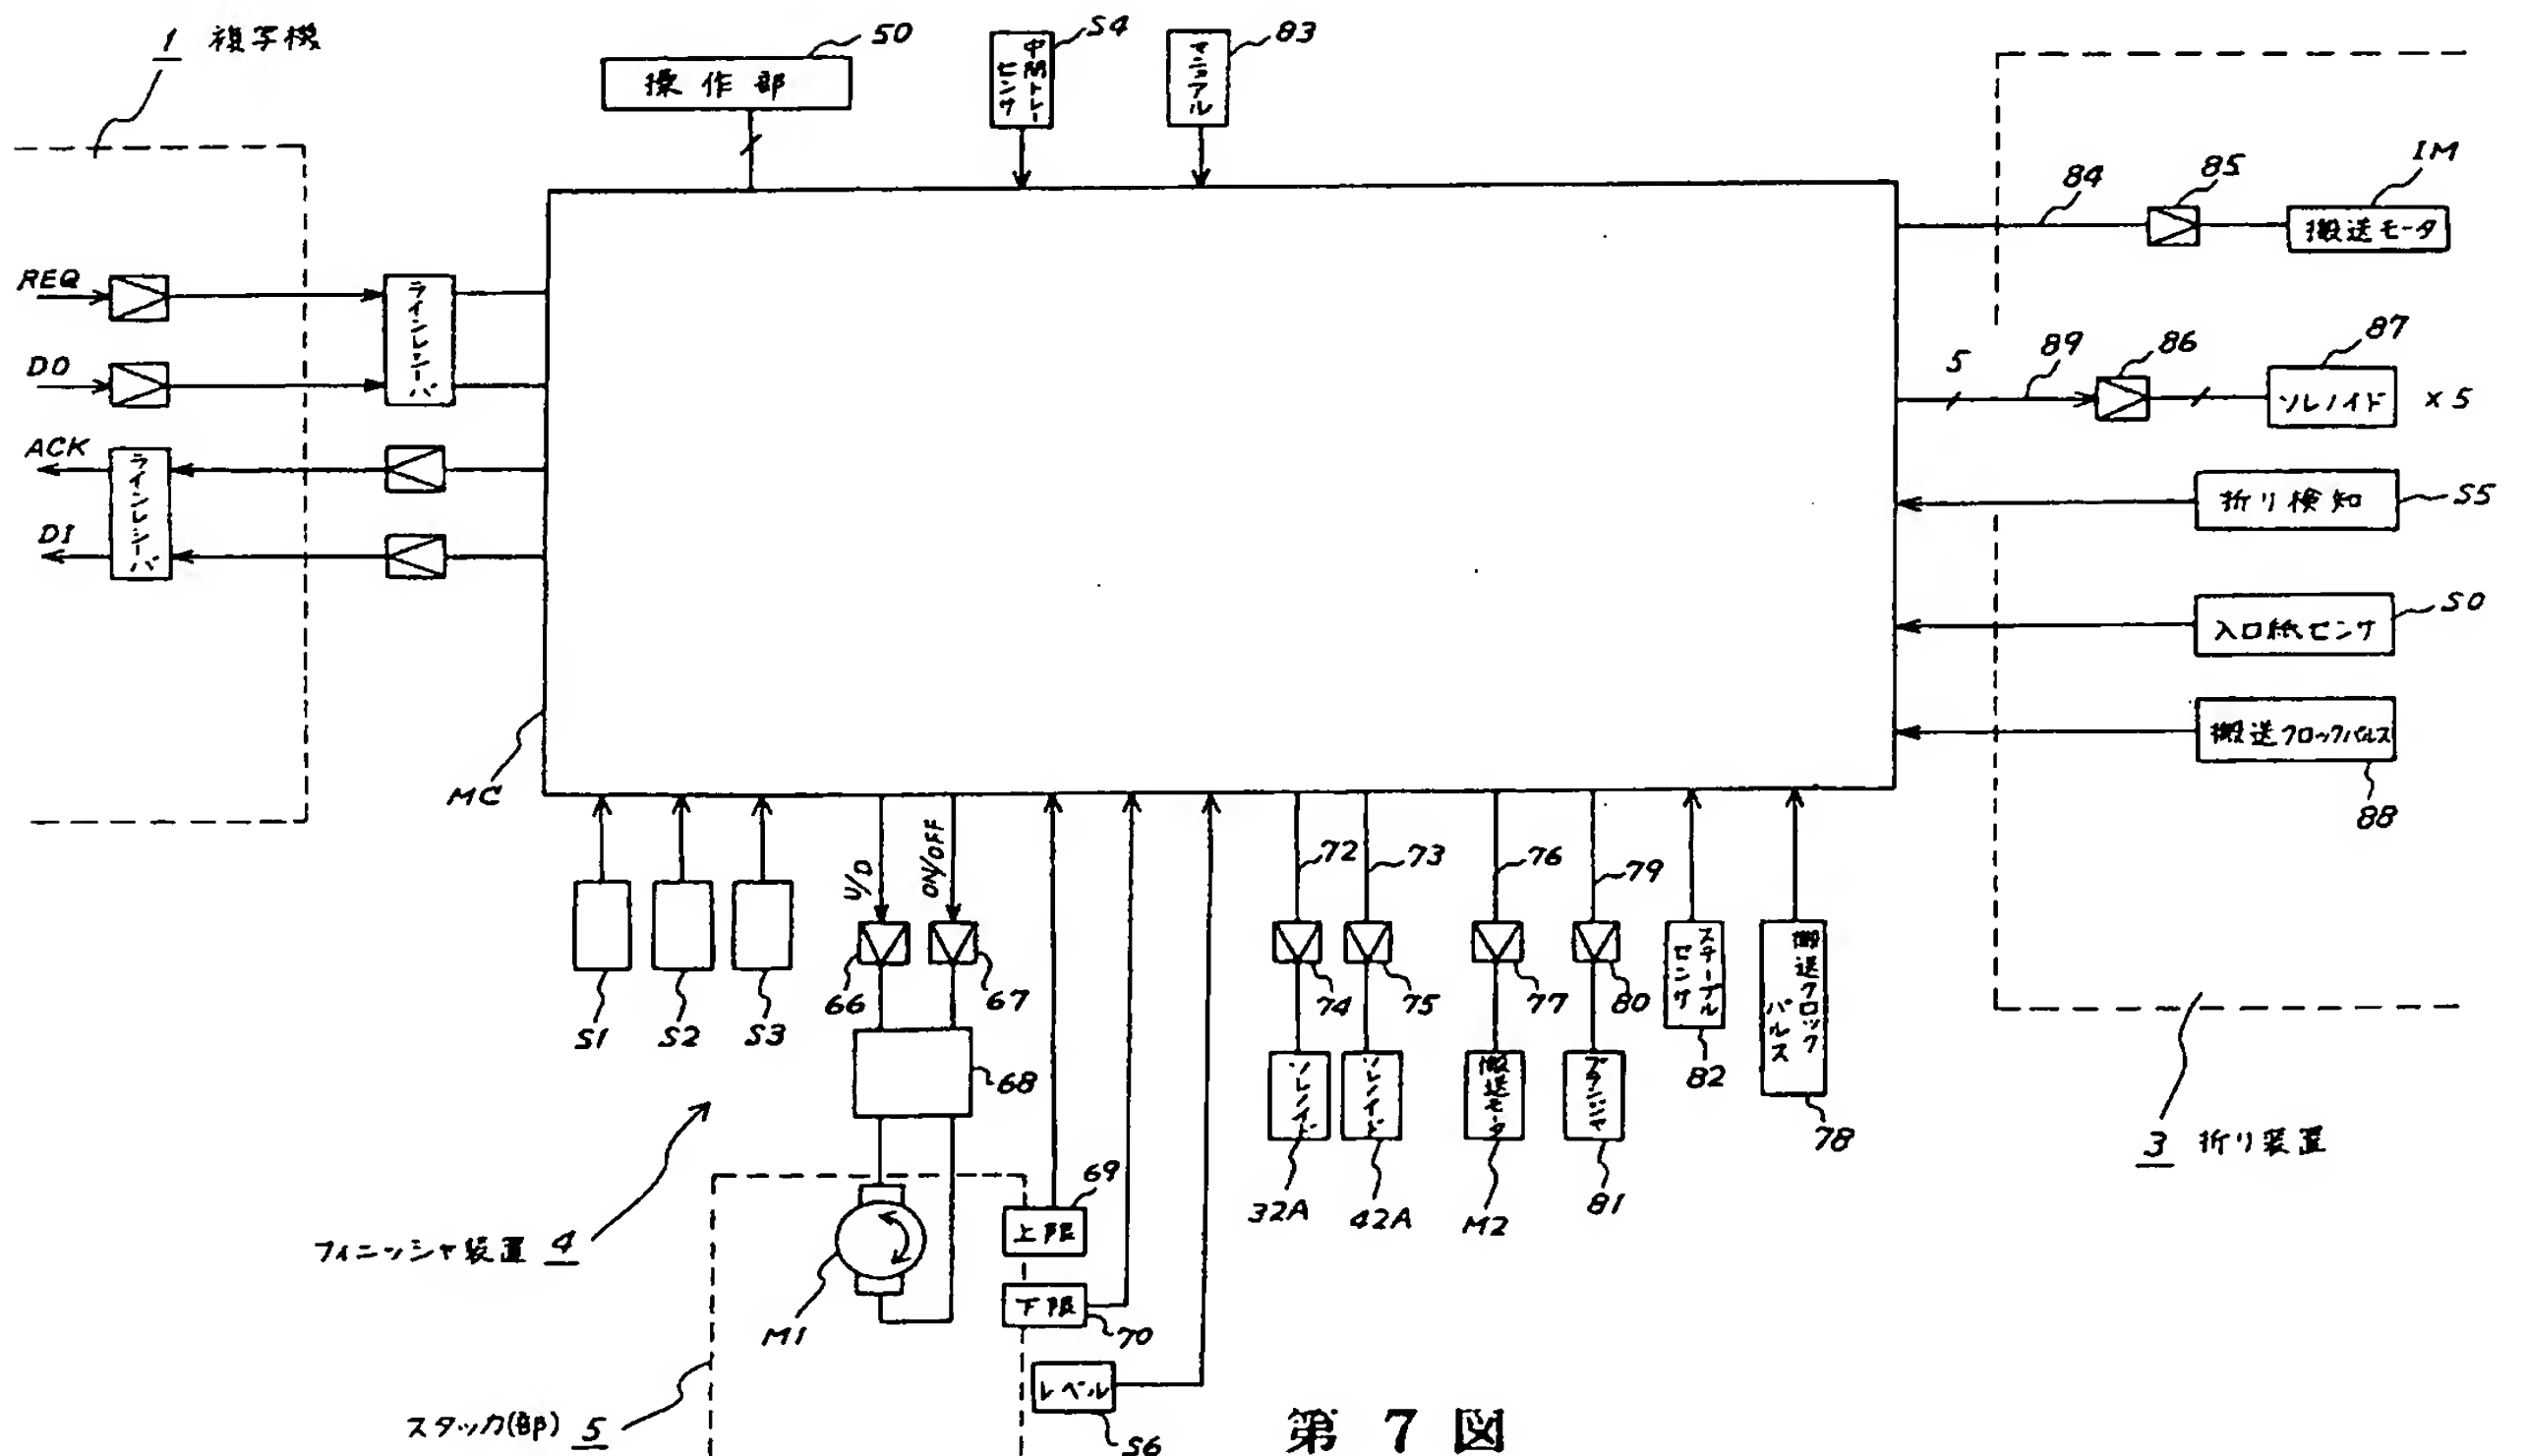 1 複写機
50
操作部
S4
中間トレーセンサ
83
マニュアル
84
85
IM
搬送モータ
REQ
DO
ラインレシーバ
ACK
DI
ラインレシーバ
5
89
86
87
ソレノイド
×5
折り検知
S5
入口紙センサ
S0
搬送クロックパルス
88
MC
S1
S2
S3
U/D
ON/OFF
66
67
68
72
73
76
79
74
75
77
80
ステープルセンサ
82
搬送クロックパルス
78
ソレノイド
32A
ソレノイド
42A
搬送モータ
M2
プランジャ
81
3 折り装置
フィニッシャ装置 4
M1
69
上限
下限
70
レベル
S6
スタッカ(部) 5
第7図